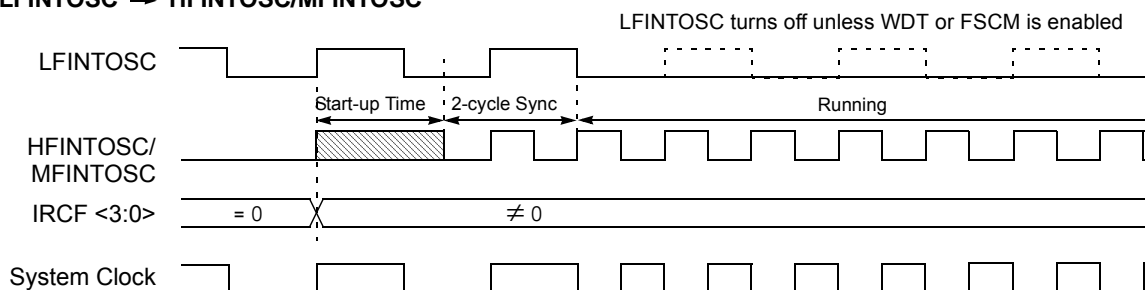 LFINTOSC → HFINTOSC/MFINTOSC
LFINTOSC turns off unless WDT or FSCM is enabled
LFINTOSC
Start-up Time 2-cycle Sync Running
HFINTOSC/
MFINTOSC
IRCF <3:0> = 0 ≠ 0
System Clock